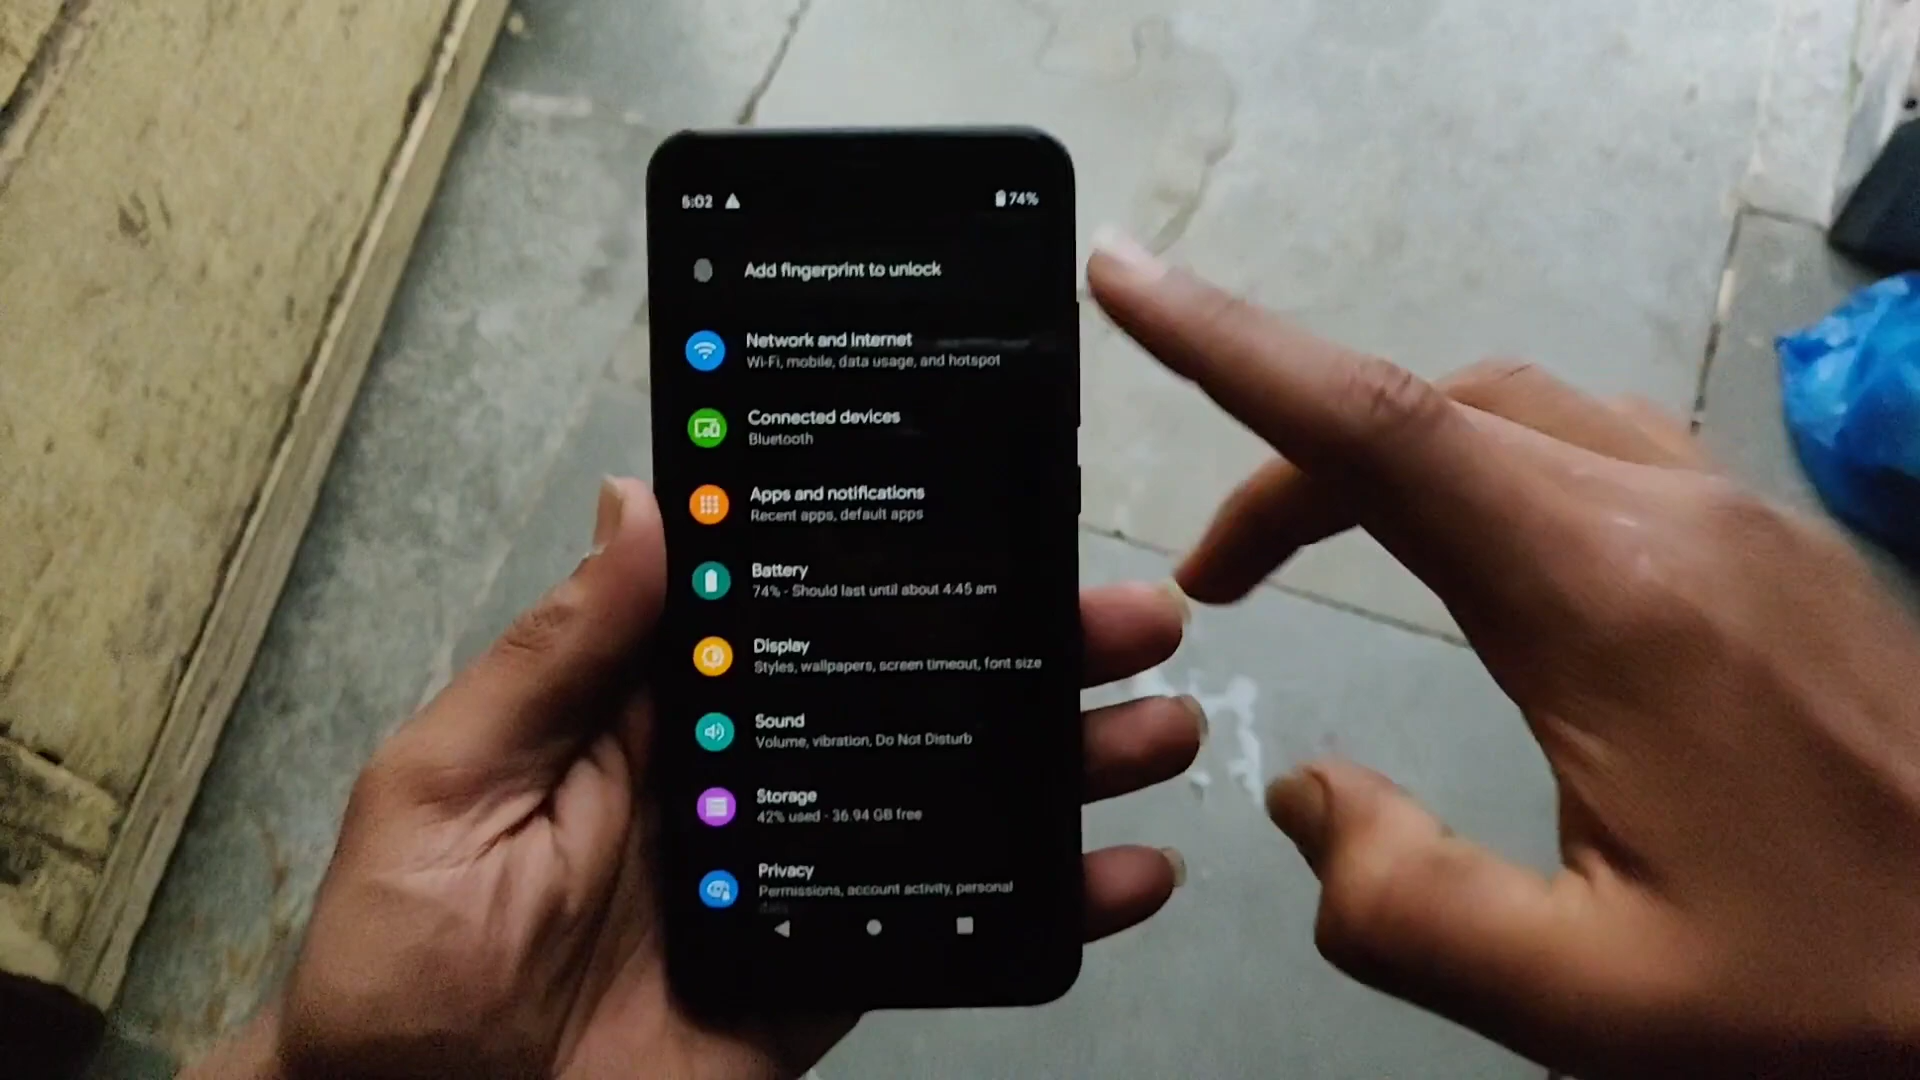 5:02 74%
Add fingerprint to unlock
Network and Internet
Wi-Fi, mobile, data usage, and hotspot
Connected devices
Bluetooth
Apps and notifications
Recent apps, default apps
Battery
74% - Should last until about 4:45 am
Display
Styles, wallpapers, screen timeout, font size
Sound
Volume, vibration, Do Not Disturb
Storage
42% used - 36.94 GB free
Privacy
Permissions, account activity, personal